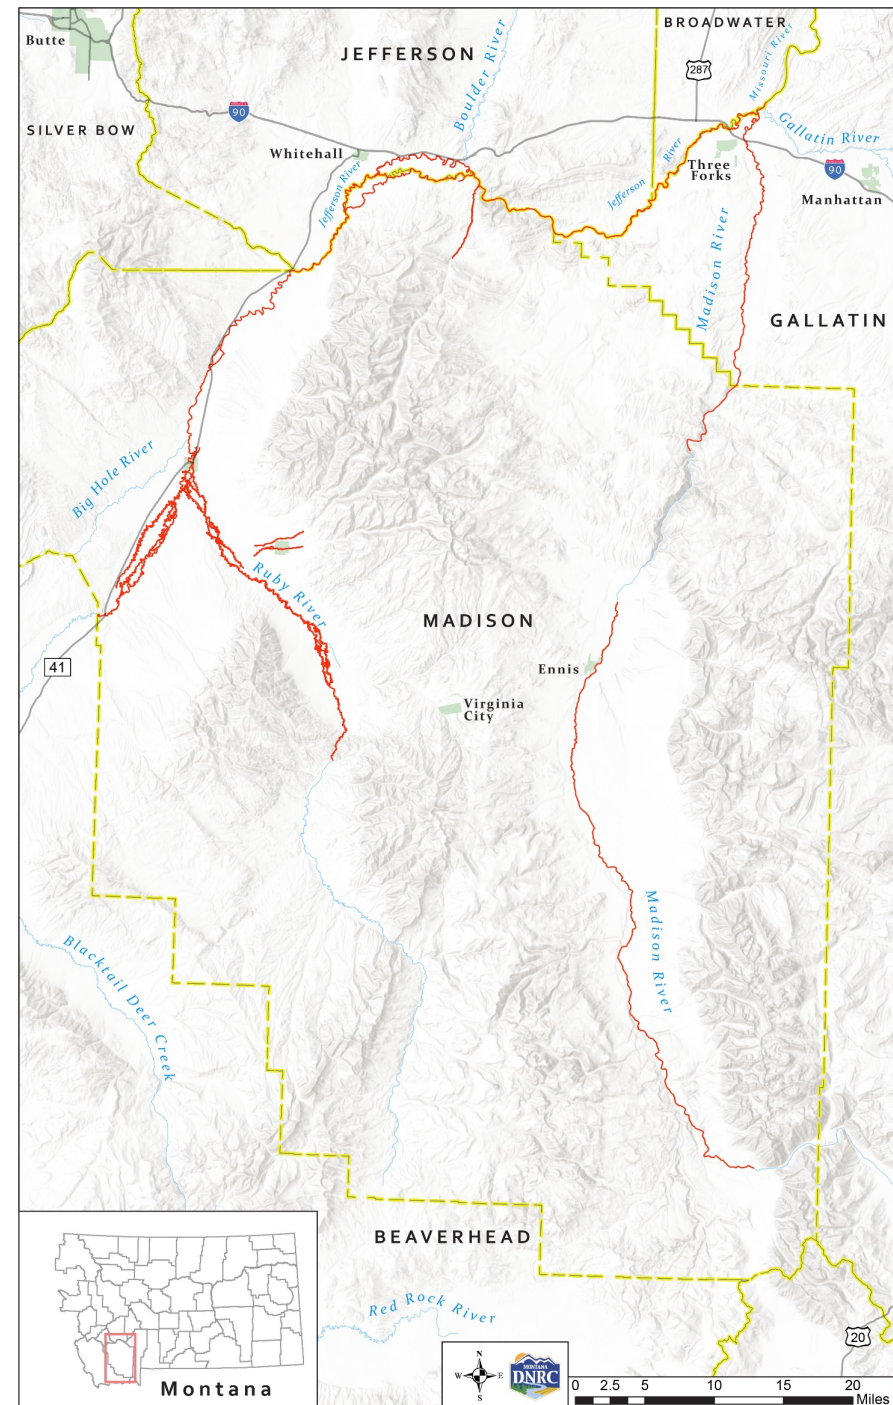 BROADWATER
Butte
JEFFERSON
Boulder River
Missouri River
287
90
SILVER BOW
Gallatin River
Whitehall
Jefferson River
Jefferson River
Three
Forks
90
Manhattan
Madison River
GALLATIN
Big Hole River
Ruby River
MADISON
41
Ennis
Virginia
City
Madison River
Blacktail Deer Creek
BEAVERHEAD
Red Rock River
20
Montana
N
W
E
S
MONTANA
DNRC
0 2.5 5 10 15 20
Miles